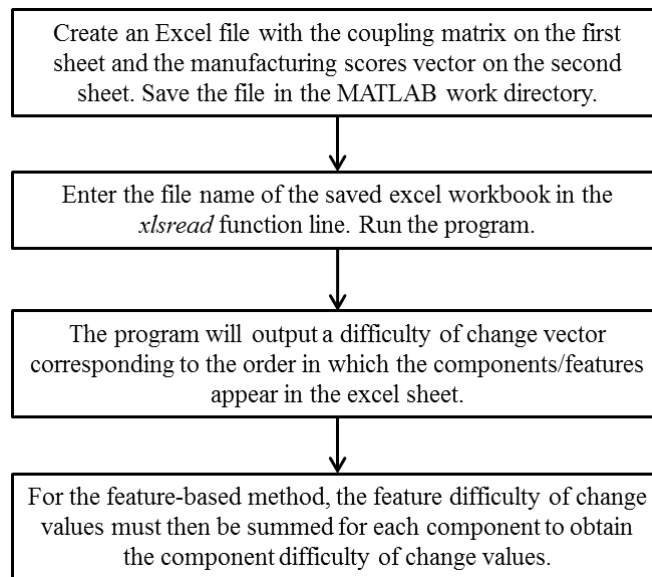 Create an Excel file with the coupling matrix on the first
sheet and the manufacturing scores vector on the second
sheet. Save the file in the MATLAB work directory.
Enter the file name of the saved excel workbook in the
xlsread function line. Run the program.
The program will output a difficulty of change vector
corresponding to the order in which the components/features
appear in the excel sheet.
For the feature-based method, the feature difficulty of change
values must then be summed for each component to obtain
the component difficulty of change values.